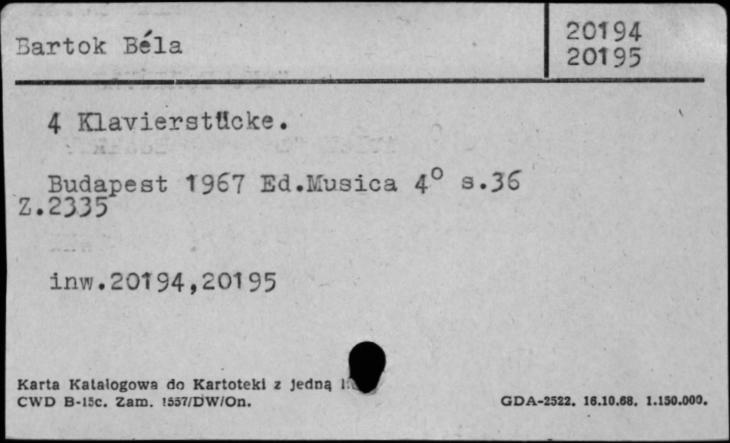 Bartok Béla
20194
20195
4 Klavierstücke.
Budapest 1967 Ed.Musica 4° s.36
Z.2335
inw.20194,20195
Karta Katalogowa do Kartoteki z jedną
CWD B-15c. Zam. 1557/DW/On.
GDA-2522. 16.10.68. 1.150.000.